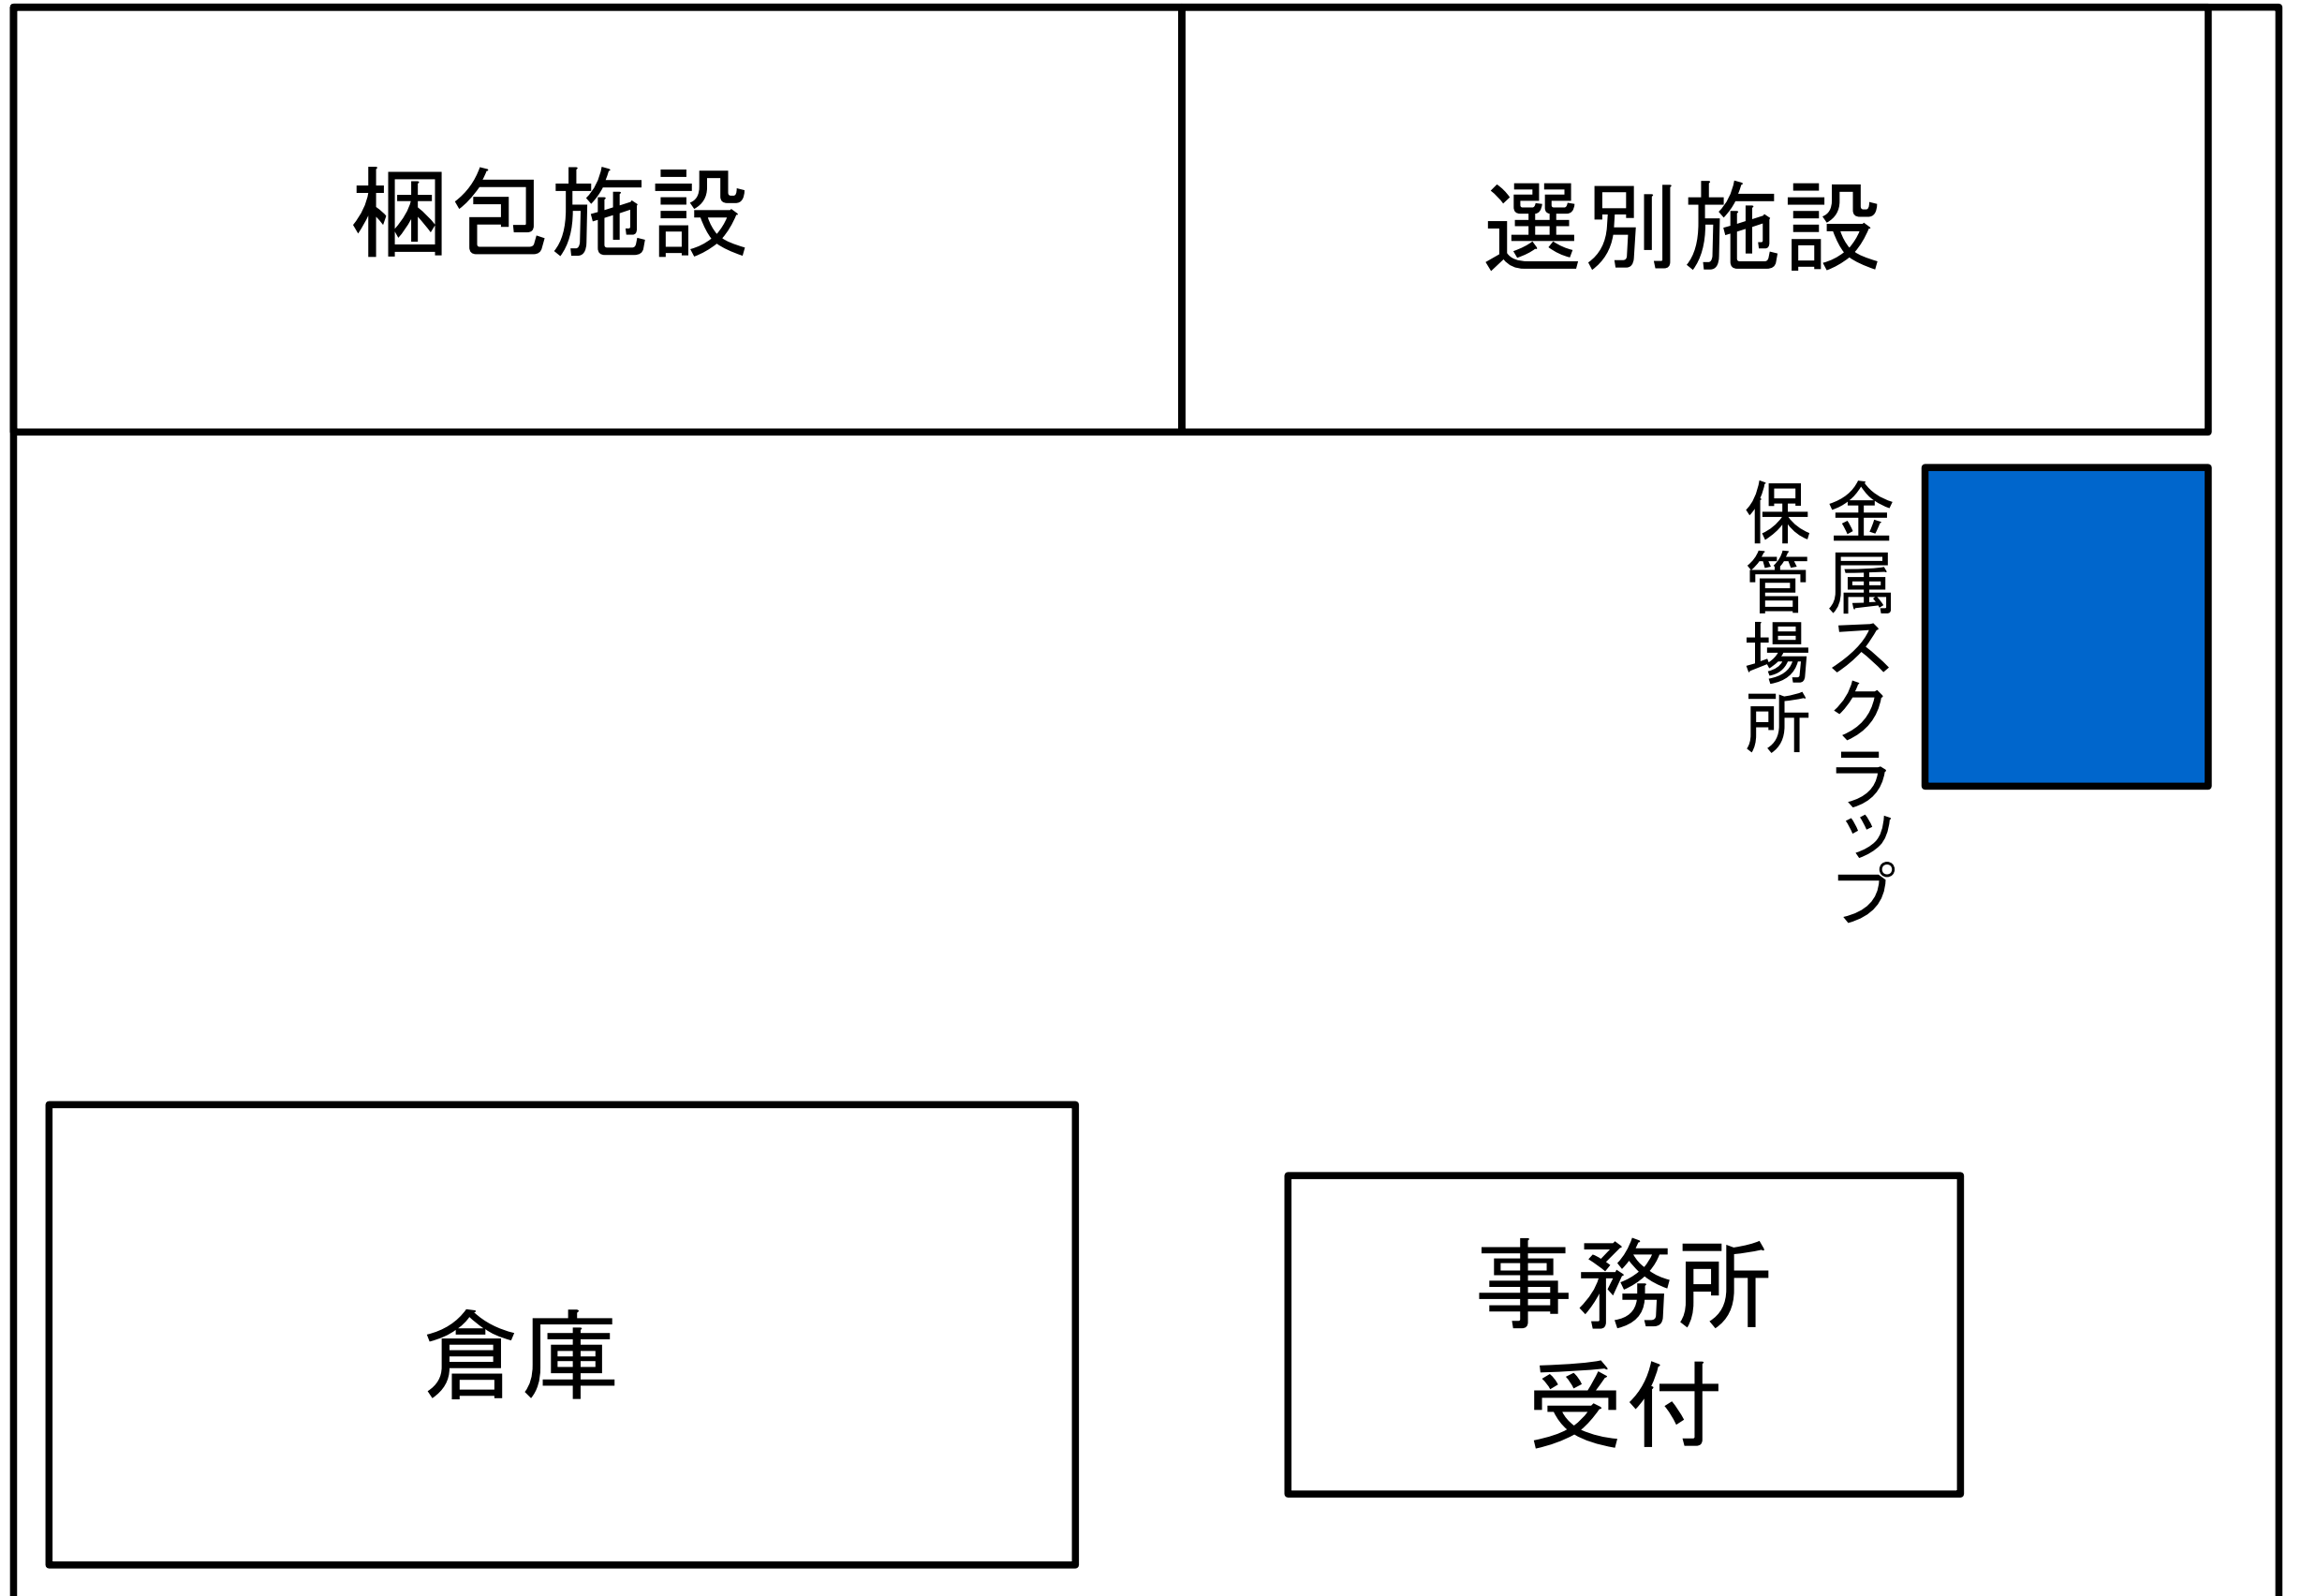 梱包施設
選別施設
金属スクラップ
保管場所
倉庫
事務所
受付